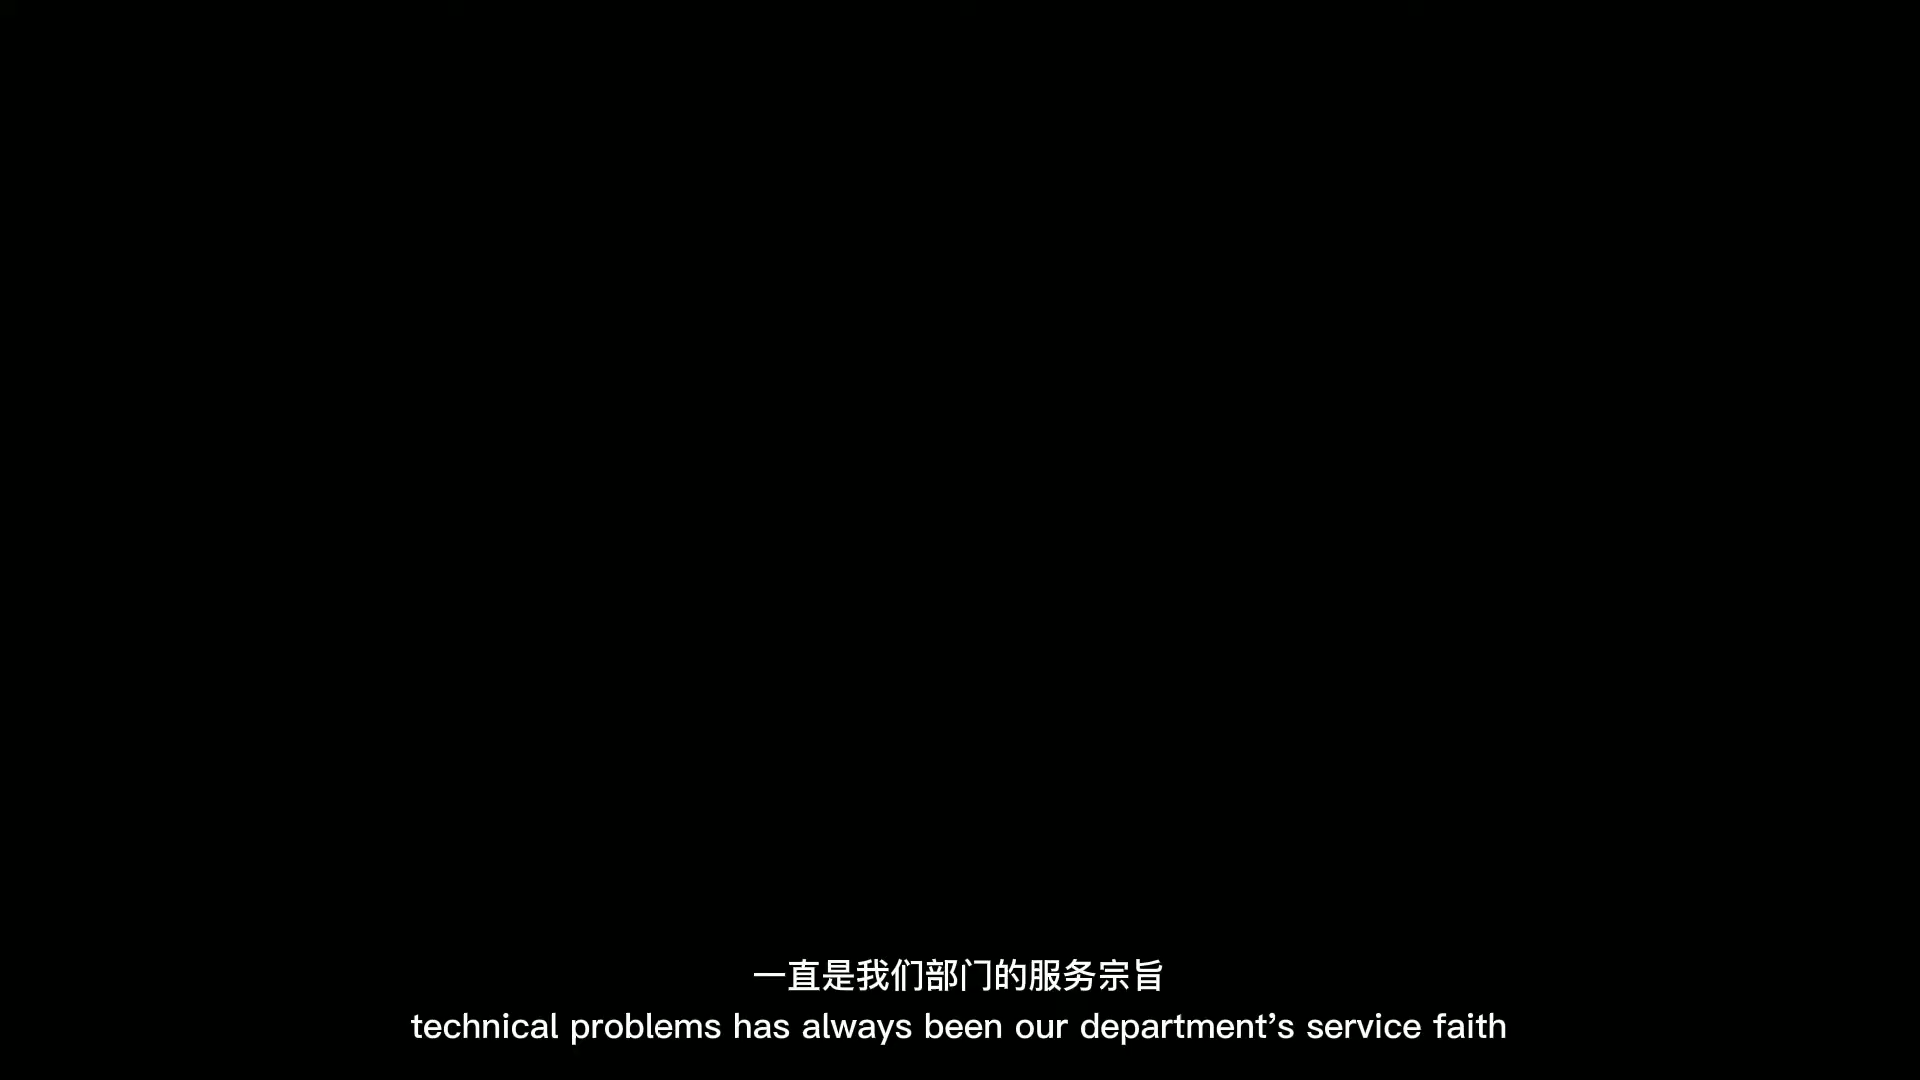 一直是我们部门的服务宗旨
technical problems has always been our department’s service faith